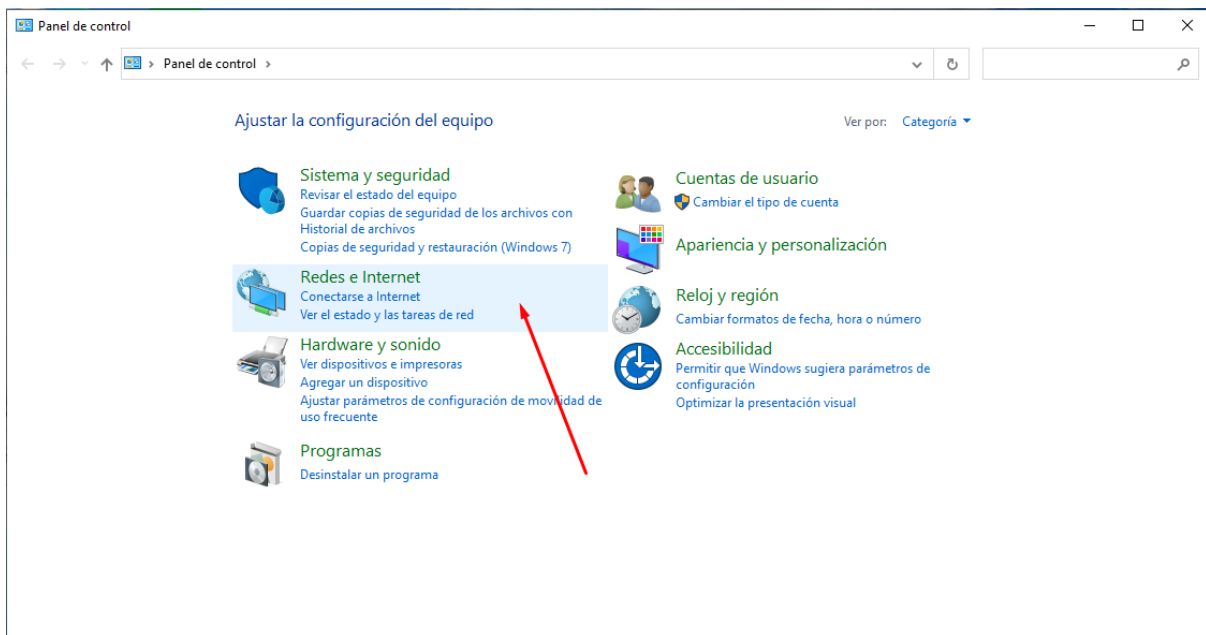 Panel de control
Panel de control
Ajustar la configuración del equipo
Ver por: Categoría
Sistema y seguridad
Revisar el estado del equipo
Guardar copias de seguridad de los archivos con
Historial de archivos
Copias de seguridad y restauración (Windows 7)
Redes e Internet
Conectarse a Internet
Ver el estado y las tareas de red
Hardware y sonido
Ver dispositivos e impresoras
Agregar un dispositivo
Ajustar parámetros de configuración de movilidad de
uso frecuente
Programas
Desinstalar un programa
Cuentas de usuario
Cambiar el tipo de cuenta
Apariencia y personalización
Reloj y región
Cambiar formatos de fecha, hora o número
Accesibilidad
Permitir que Windows sugiera parámetros de
configuración
Optimizar la presentación visual